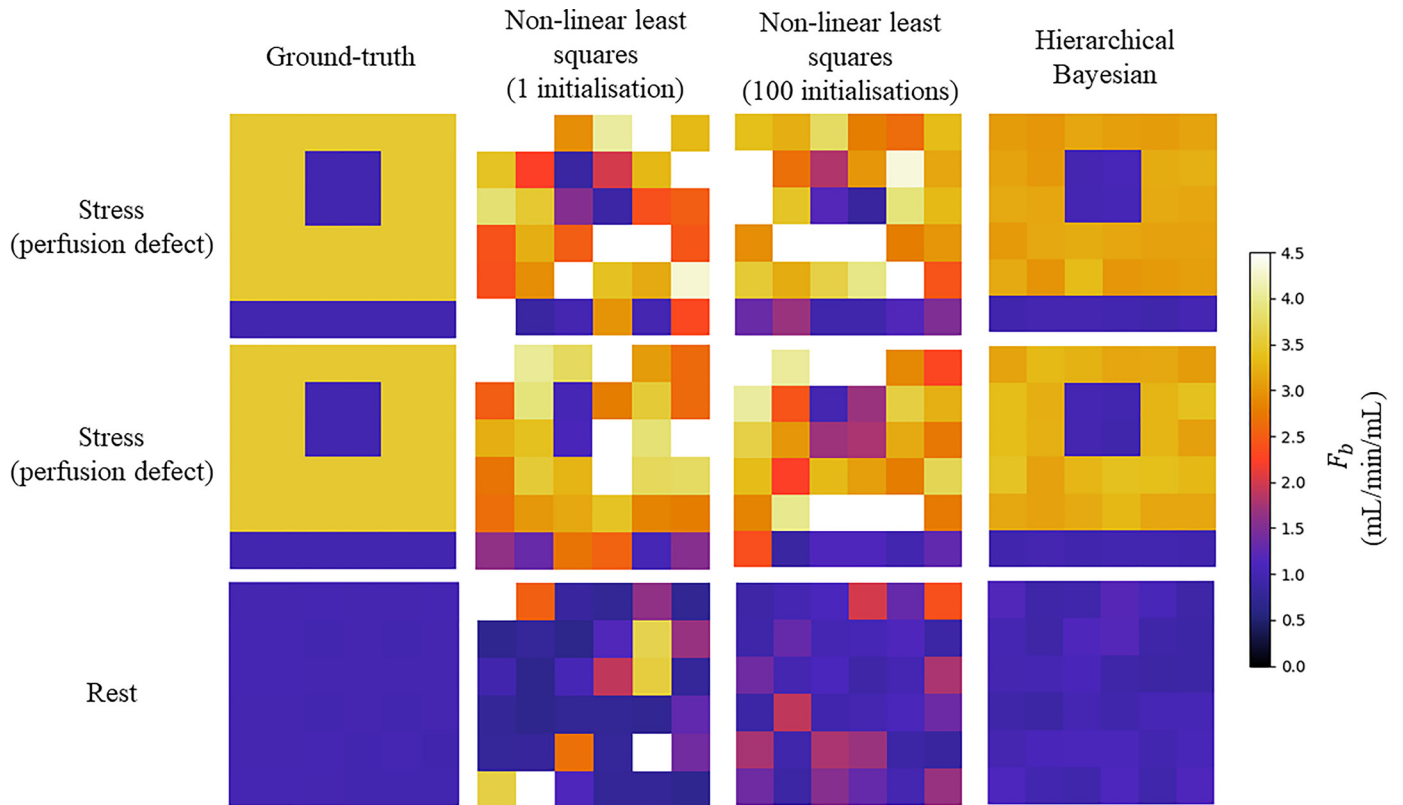 Ground-truth
Non-linear least
squares
(1 initialisation)
Non-linear least
squares
(100 initialisations)
Hierarchical
Bayesian
Stress
(perfusion defect)
Stress
(perfusion defect)
Rest
4.5
4.0
3.5
3.0
2.5
2.0
1.5
1.0
0.5
0.0
F_b
(mL/min/mL)